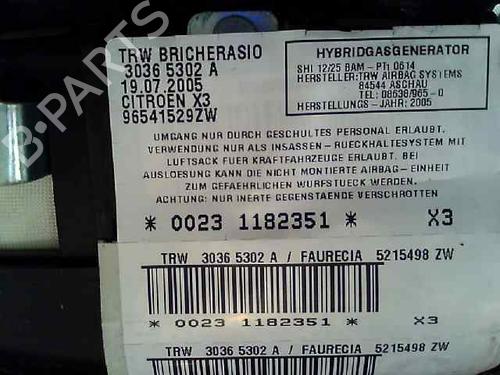 TRW BRICHERASIO
3036 5302 A
19.07.2005
CITROEN X3
96541529ZW
HYBRIDGASGENERATOR
SHI 12/25 BAM - PT1 0614
HERSTELLER:TRW AIRBAG SYSTEMS
84544 ASCHAU
TEL: 08638/965-0
HERSTELLUNGS - JAHR: 2005
UMGANG NUR DURCH GESCHULTES PERSONAL ERLAUBT.
VERWENDUNG NUR ALS INSASSEN - RUECKHALTESYSTEM MIT
LUFTSACK FUER KRAFTFAHRZEUGE ERLAUBT. BEI
AUSLOESUNG KANN DIE NICHT MONTIERTE AIRBAG - EINHEIT
ZUM GEFAEHRLICHEN WURFSTUECK WERDEN.
ACHTUNG: NUR INERTE GEGENSTAENDE VERSCHROTTEN
* 0023 1182351 * X3
TRW 3036 5302 A / FAURECIA 5215498 ZW
* 0023 1182351 * X3
TRW 3036 5302 A / FAURECIA 5215498 ZW
B-Parts